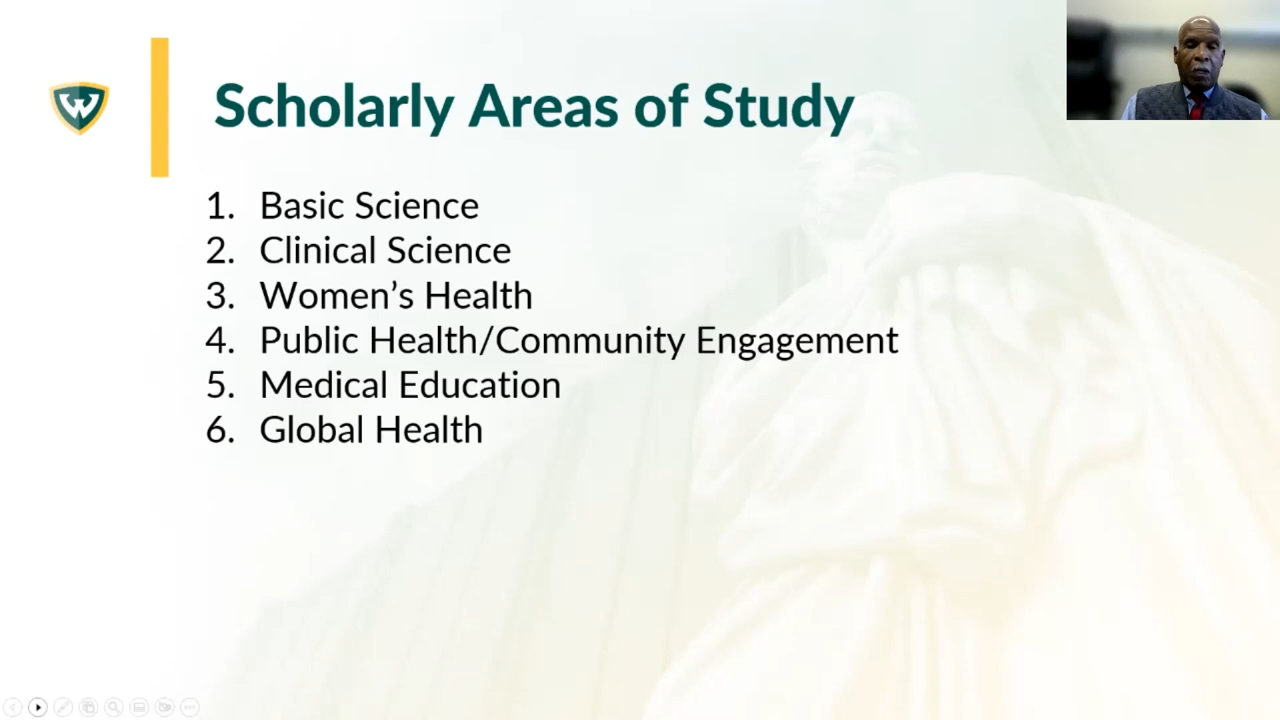 W
Scholarly Areas of Study
1. Basic Science
2. Clinical Science
3. Women’s Health
4. Public Health/Community Engagement
5. Medical Education
6. Global Health